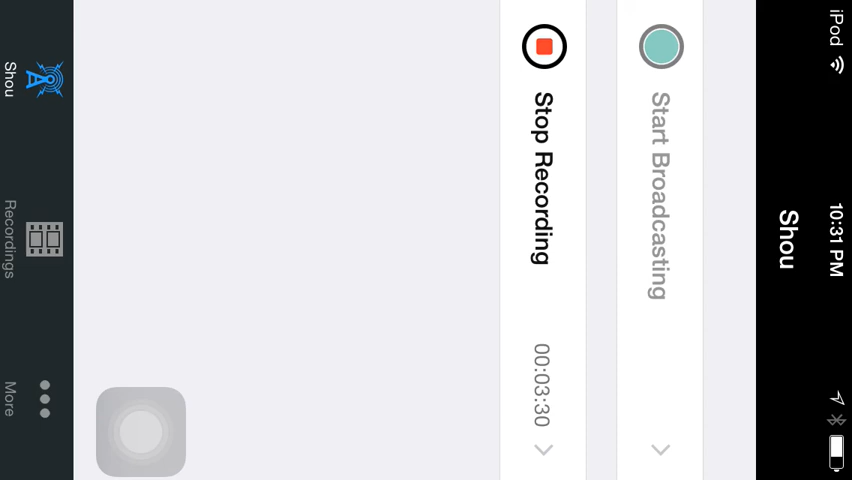 iPod 10:31 PM
Shou
Start Broadcasting
Stop Recording 00:03:30
Shou Recordings More